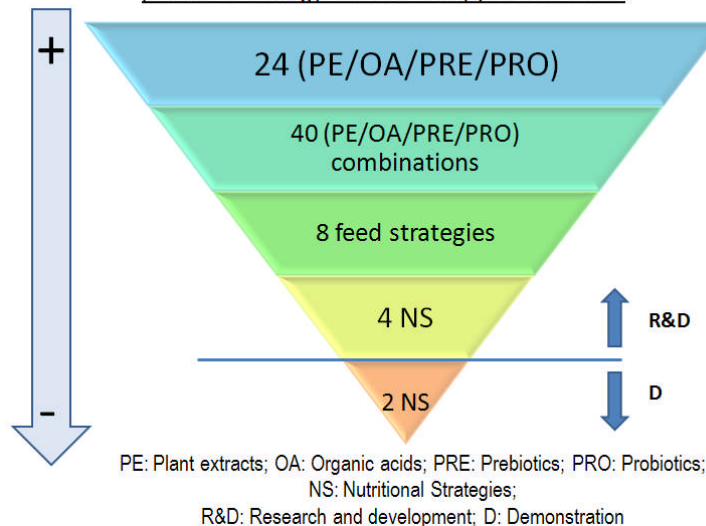 +
24 (PE/OA/PRE/PRO)
40 (PE/OA/PRE/PRO)
combinations
8 feed strategies
4 NS
R&D
2 NS
D
-
PE: Plant extracts; OA: Organic acids; PRE: Prebiotics; PRO: Probiotics;
NS: Nutritional Strategies;
R&D: Research and development; D: Demonstration